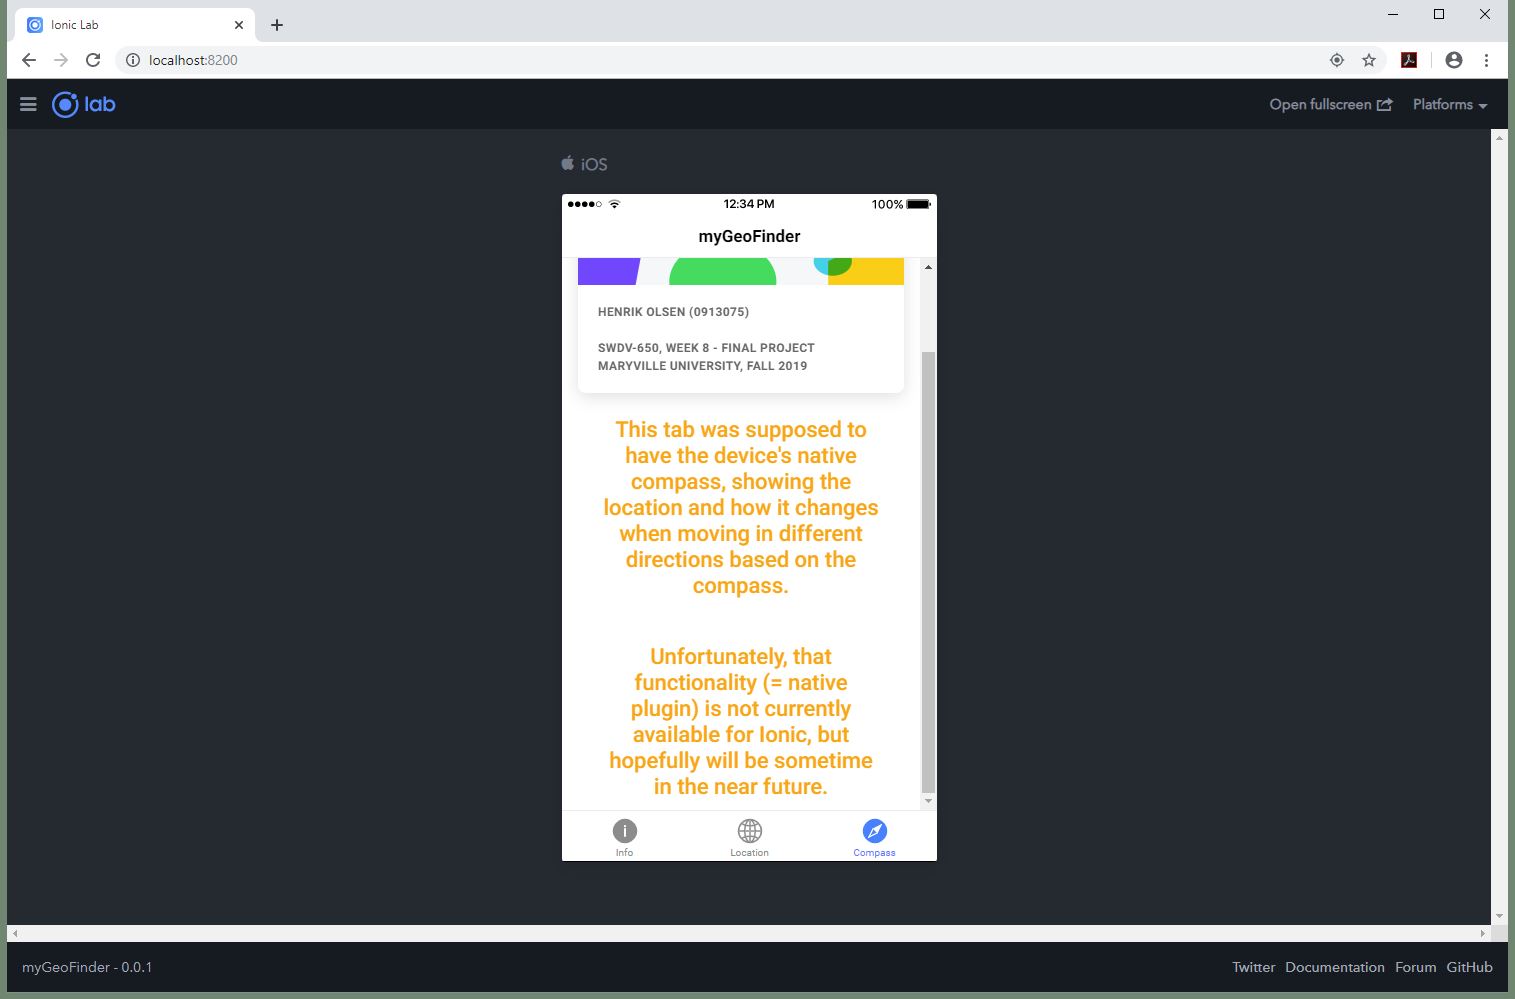 Ionic Lab
localhost:8200
lab
Open fullscreen
Platforms
iOS
12:34 PM
100%
myGeoFinder
HENRIK OLSEN (0913075)
SWDV-650, WEEK 8 - FINAL PROJECT
MARYVILLE UNIVERSITY, FALL 2019
This tab was supposed to
have the device's native
compass, showing the
location and how it changes
when moving in different
directions based on the
compass.
Unfortunately, that
functionality (= native
plugin) is not currently
available for Ionic, but
hopefully will be sometime
in the near future.
Info
Location
Compass
myGeoFinder - 0.0.1
Twitter Documentation Forum GitHub